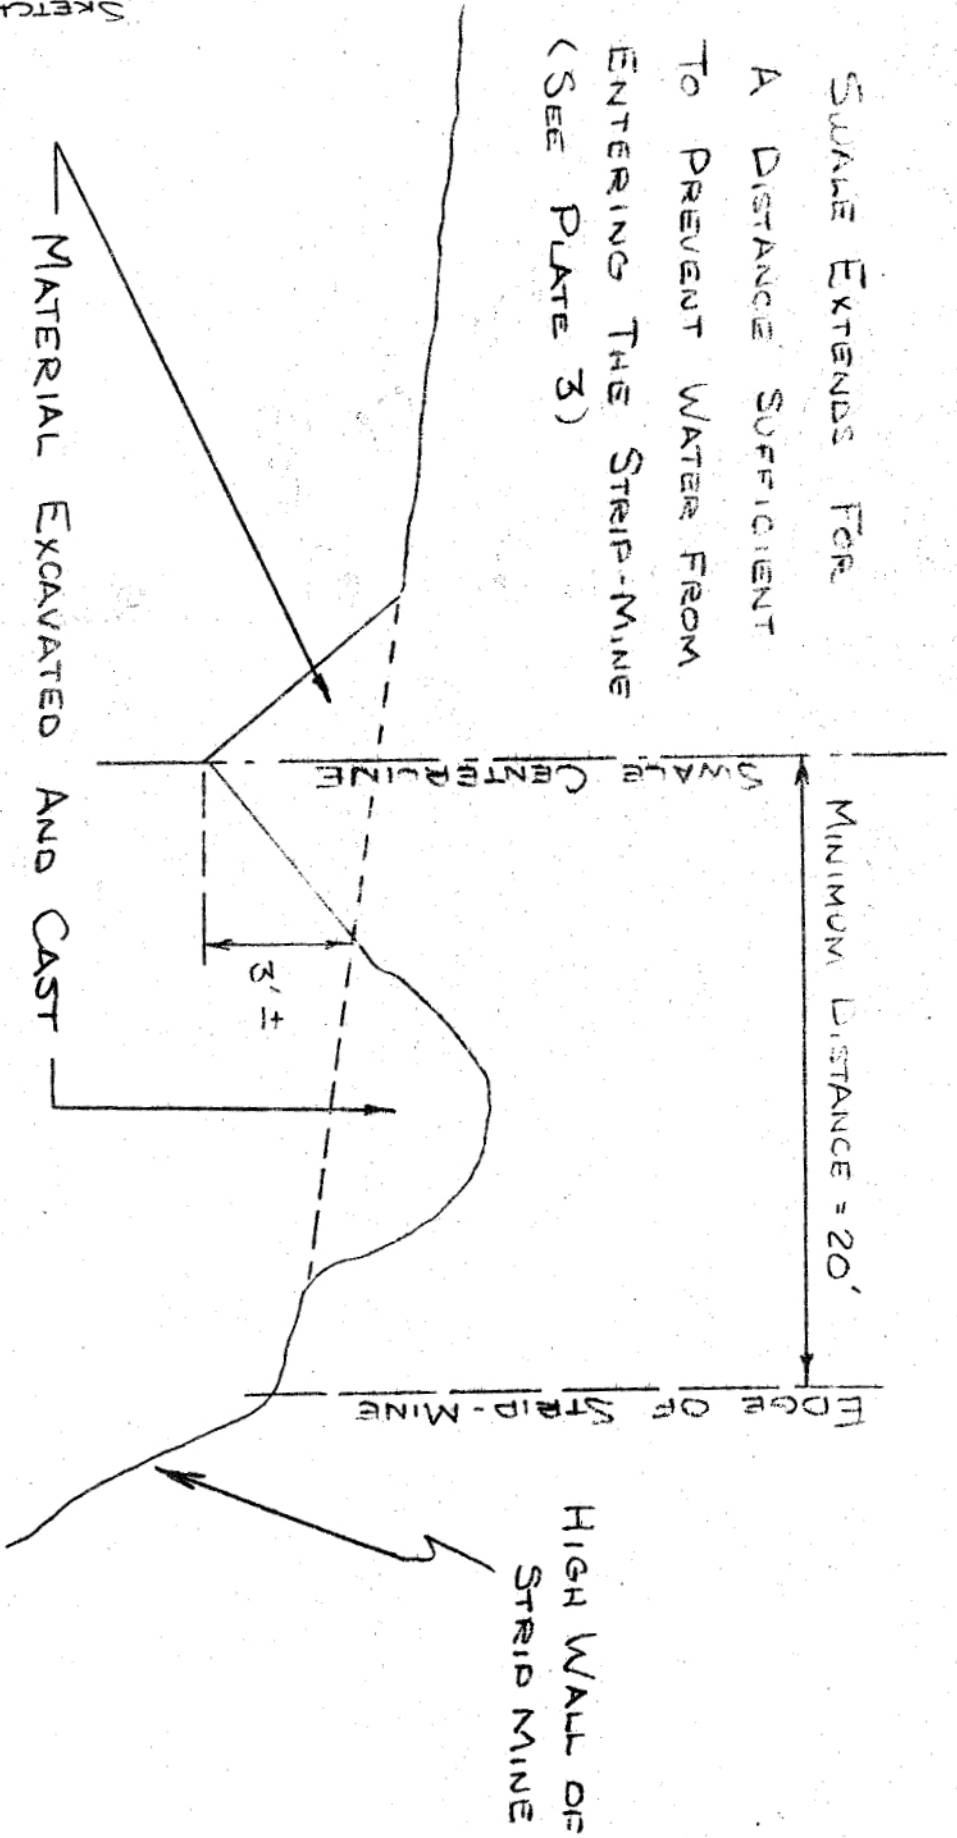 SWALE EXTENDS FOR
A DISTANCE SUFFICIENT
TO PREVENT WATER FROM
ENTERING THE STRIP-MINE
(SEE PLATE 3)
MINIMUM DISTANCE = 20'
SWALE CENTERLINE
EDGE OF STRIP-MINE
HIGH WALL OF
STRIP MINE
3' ±
MATERIAL EXCAVATED AND CAST
SKETCH